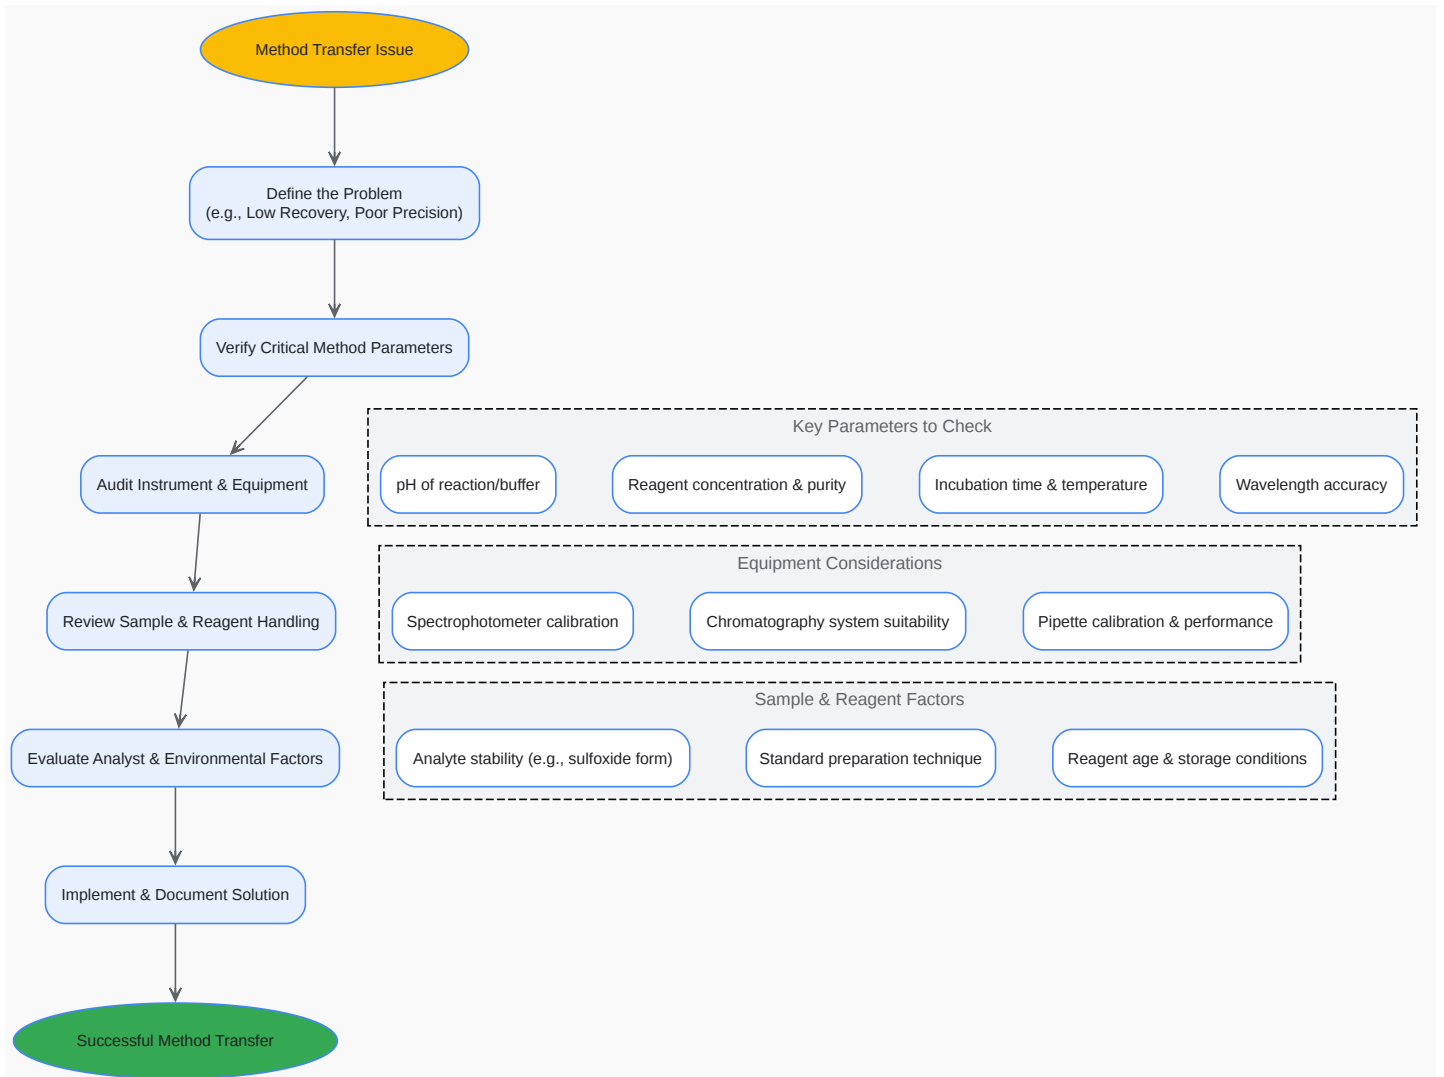 Method Transfer Issue
Define the Problem
(e.g., Low Recovery, Poor Precision)
Verify Critical Method Parameters
Key Parameters to Check
Audit Instrument & Equipment
pH of reaction/buffer
Reagent concentration & purity
Incubation time & temperature
Wavelength accuracy
Equipment Considerations
Review Sample & Reagent Handling
Spectrophotometer calibration
Chromatography system suitability
Pipette calibration & performance
Sample & Reagent Factors
Evaluate Analyst & Environmental Factors
Analyte stability (e.g., sulfoxide form)
Standard preparation technique
Reagent age & storage conditions
Implement & Document Solution
Successful Method Transfer